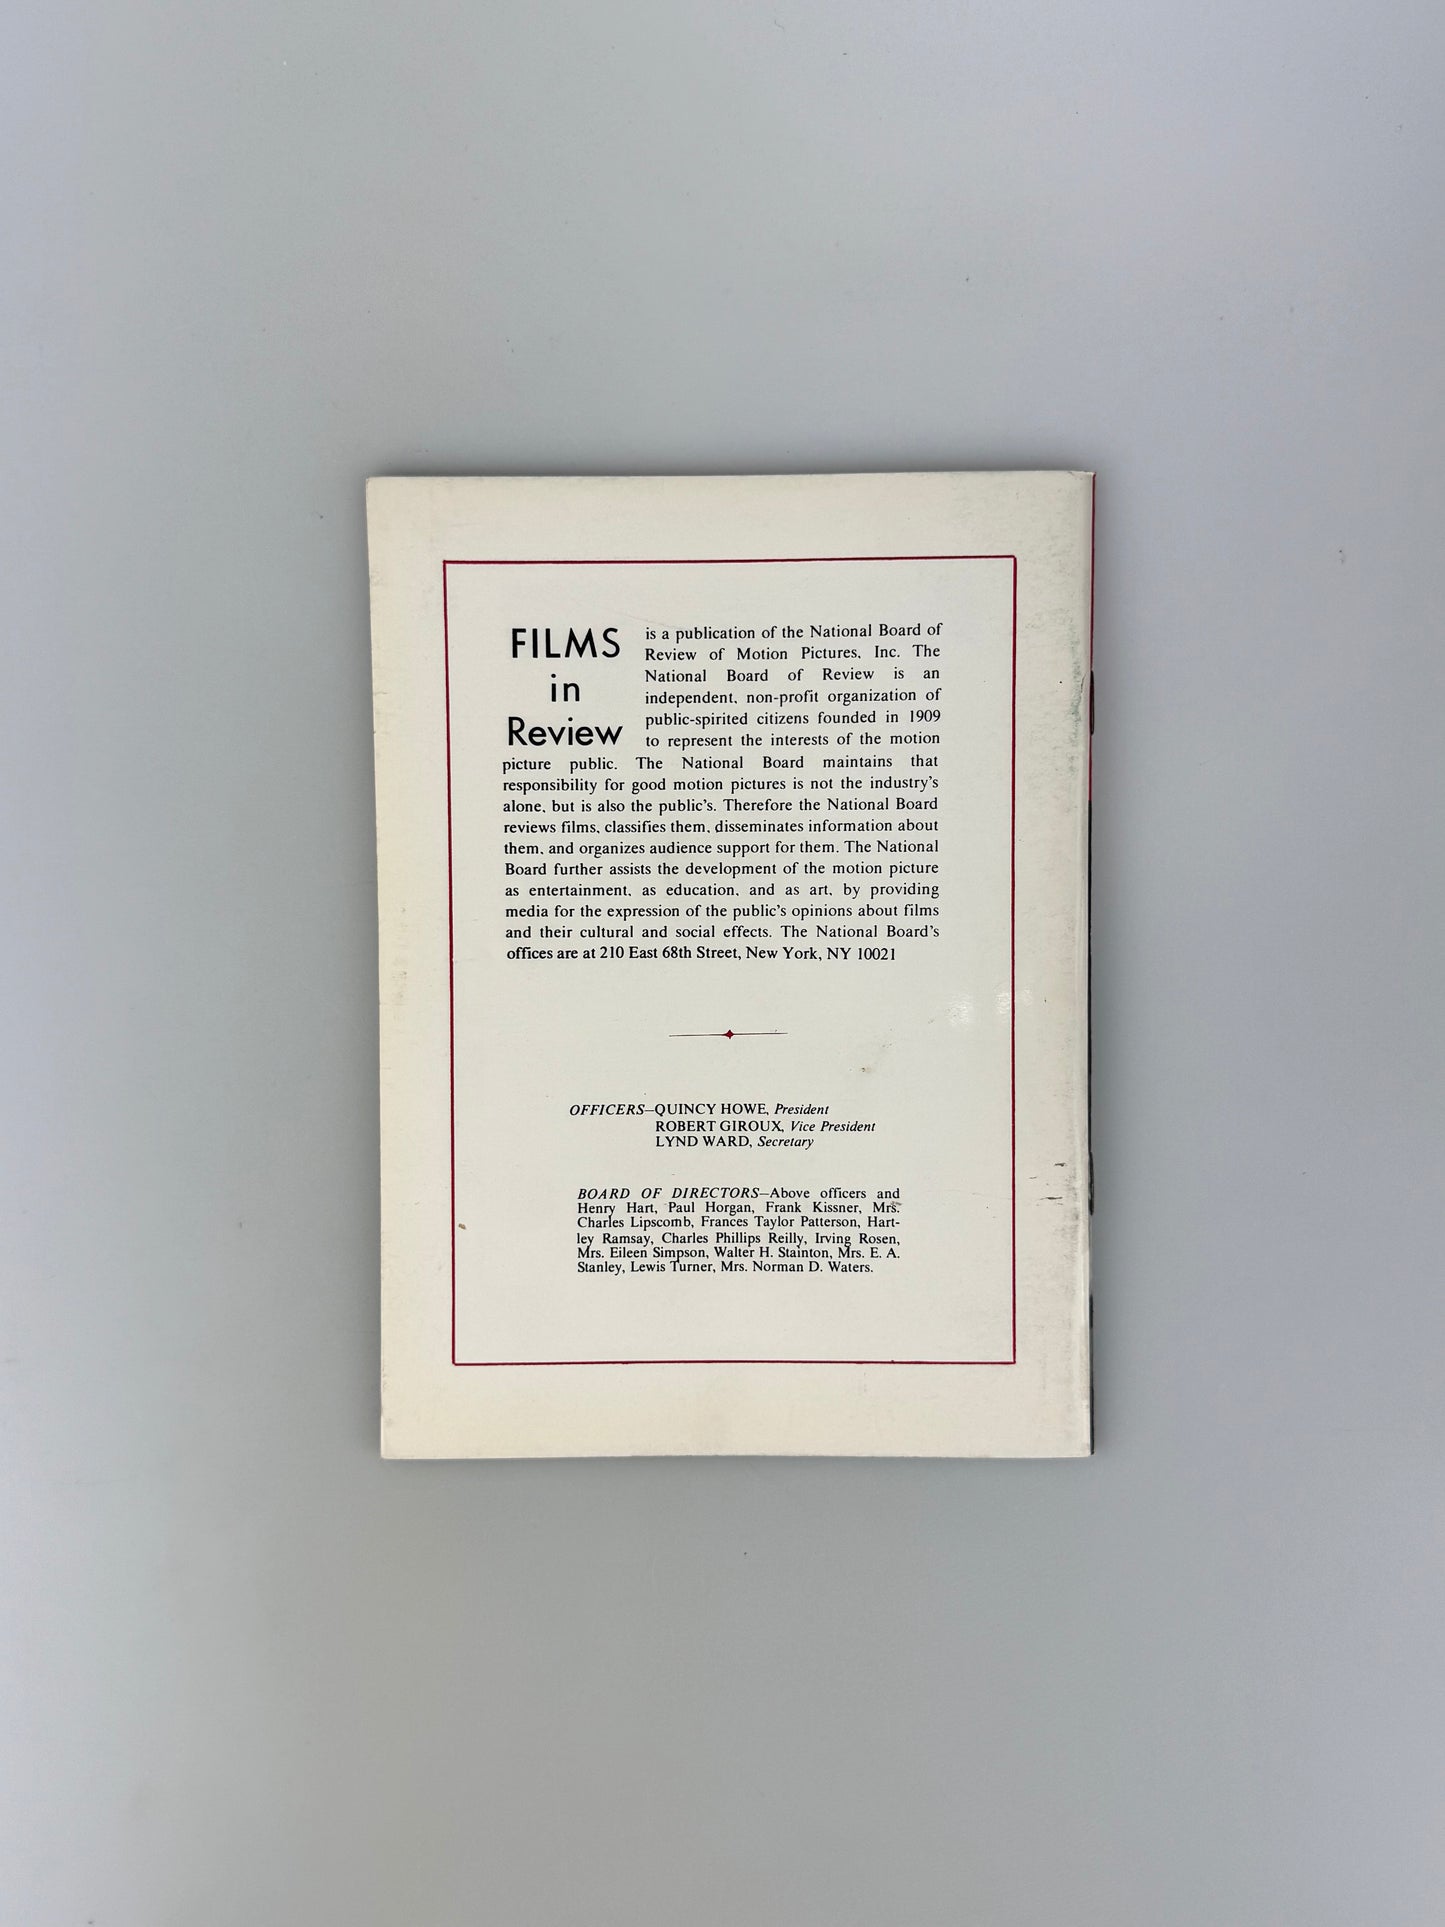 FILMS
in
Review
is a publication of the National Board of
Review of Motion Pictures, Inc. The
National Board of Review is an
independent, non-profit organization of
public-spirited citizens founded in 1909
to represent the interests of the motion
picture public. The National Board maintains that
responsibility for good motion pictures is not the industry's
alone, but is also the public's. Therefore the National Board
reviews films, classifies them, disseminates information about
them, and organizes audience support for them. The National
Board further assists the development of the motion picture
as entertainment, as education, and as art, by providing
media for the expression of the public's opinions about films
and their cultural and social effects. The National Board's
offices are at 210 East 68th Street, New York, NY 10021
OFFICERS—QUINCY HOWE, President
ROBERT GIROUX, Vice President
LYND WARD, Secretary
BOARD OF DIRECTORS—Above officers and
Henry Hart, Paul Horgan, Frank Kissner, Mrs.
Charles Lipscomb, Frances Taylor Patterson, Hart-
ley Ramsay, Charles Phillips Reilly, Irving Rosen,
Mrs. Eileen Simpson, Walter H. Stainton, Mrs. E. A.
Stanley, Lewis Turner, Mrs. Norman D. Waters.